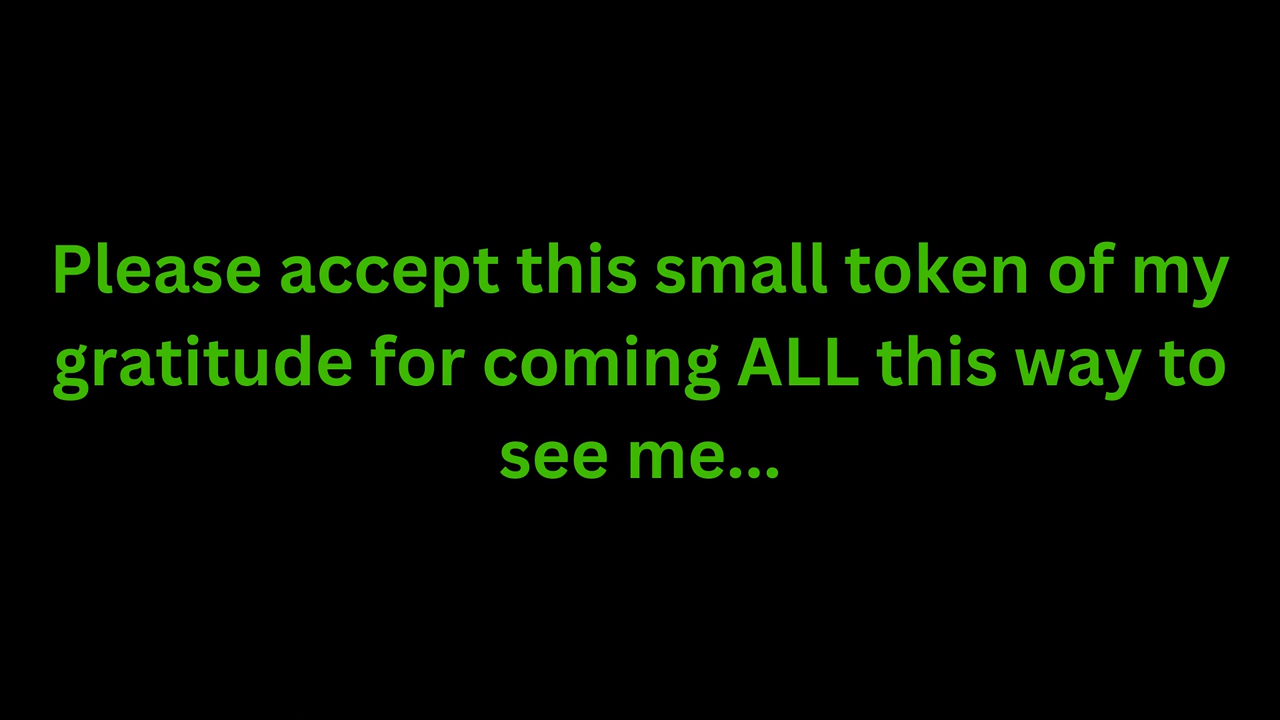 Please accept this small token of my
gratitude for coming ALL this way to
see me...